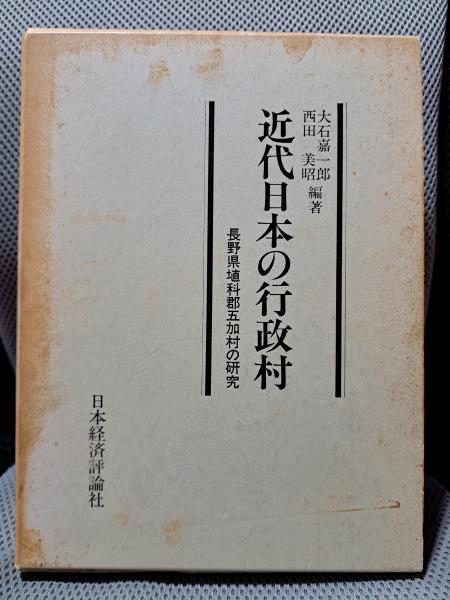 大石嘉一郎
西田 美昭 編著
近代日本の行政村
長野県埴科郡五加村の研究
日本経済評論社